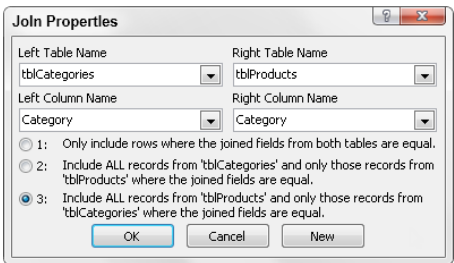 Join Properties
Left Table Name
Right Table Name
tblCategories
tblProducts
Left Column Name
Right Column Name
Category
Category
1: Only include rows where the joined fields from both tables are equal.
2: Include ALL records from 'tblCategories' and only those records from
'tblProducts' where the joined fields are equal.
3: Include ALL records from 'tblProducts' and only those records from
'tblCategories' where the joined fields are equal.
OK
Cancel
New